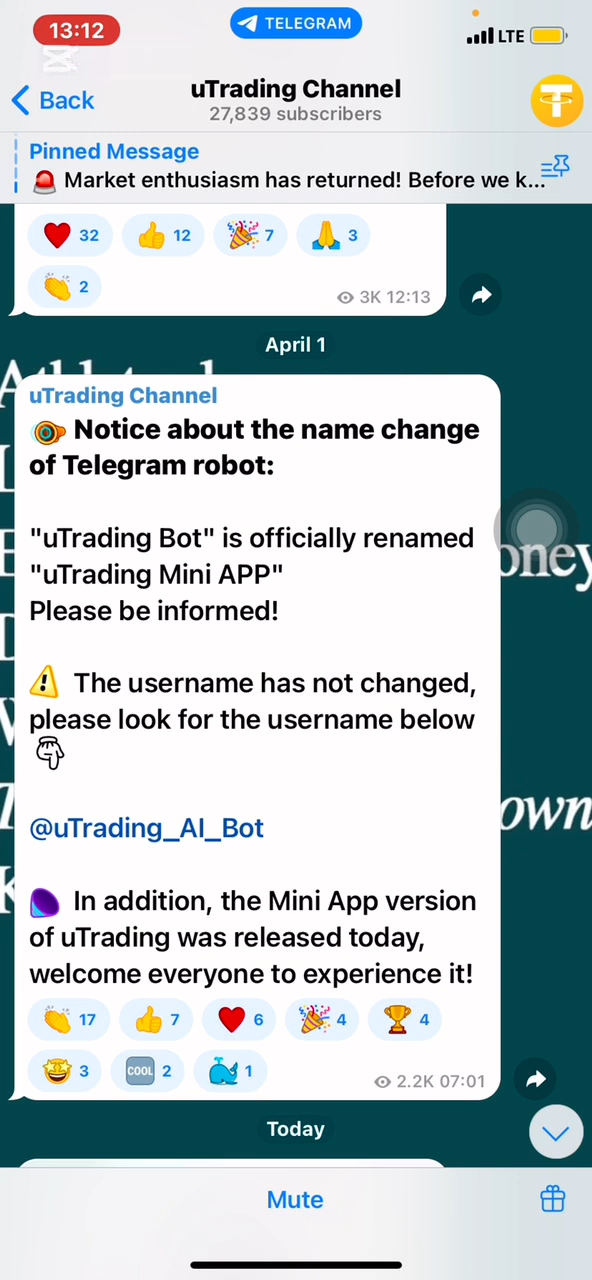 13:12
TELEGRAM
LTE
Back
uTrading Channel
27,839 subscribers
Pinned Message
🚨 Market enthusiasm has returned! Before we k...
❤️ 32 👍 12 🎉 7 🙏 3
👏 2
3K 12:13
April 1
uTrading Channel
Notice about the name change
of Telegram robot:
"uTrading Bot" is officially renamed
"uTrading Mini APP"
Please be informed!
⚠️ The username has not changed,
please look for the username below
👇
@uTrading_AI_Bot
In addition, the Mini App version
of uTrading was released today,
welcome everyone to experience it!
👏 17 👍 7 ❤️ 6 🎉 4 🏆 4
🤩 3 🆒 2 🐳 1
2.2K 07:01
Today
Mute